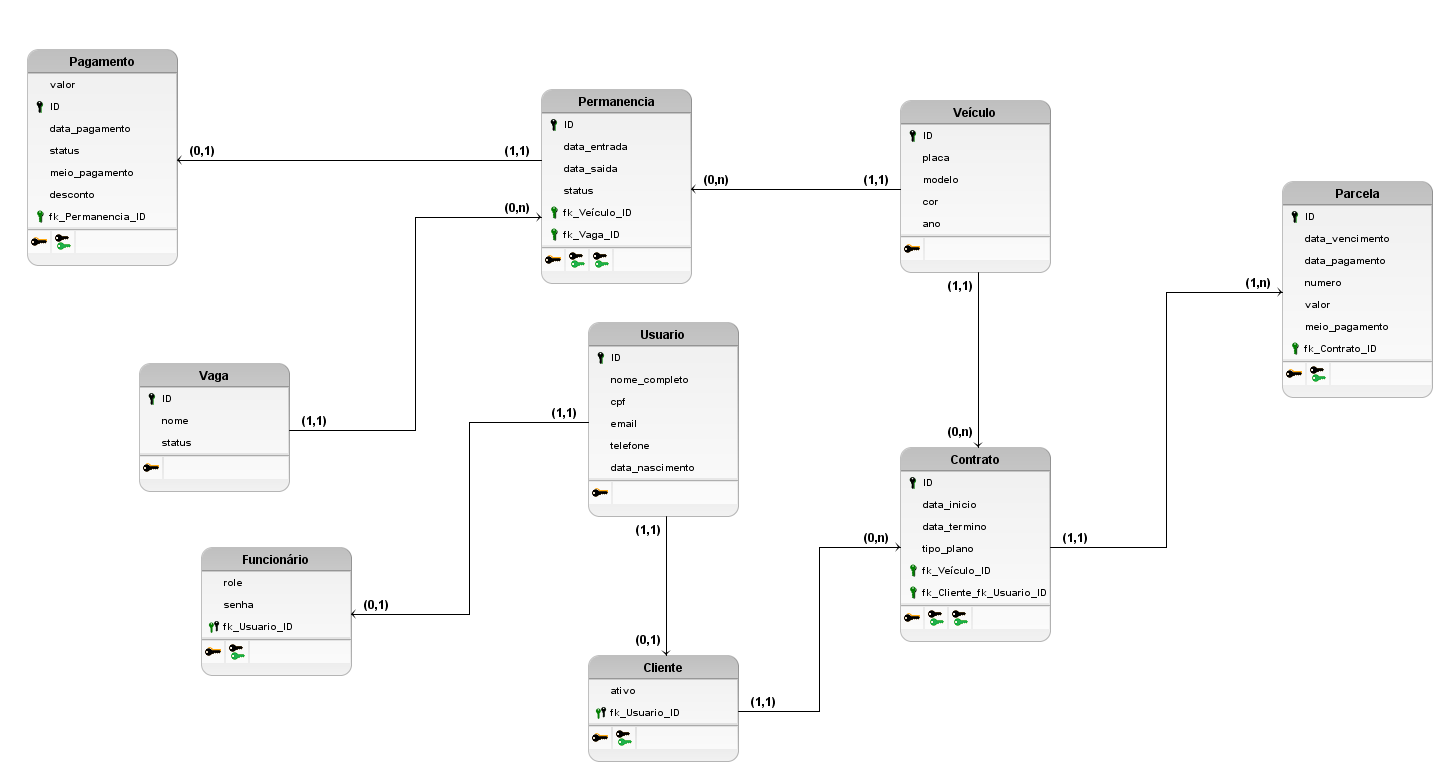 Pagamento
valor
ID
data_pagamento
status
meio_pagamento
desconto
fk_Permanencia_ID
(0,1)
(1,1)
Permanencia
ID
data_entrada
data_saida
status
fk_Veículo_ID
fk_Vaga_ID
(0,n)
(0,n)
(1,1)
Veículo
ID
placa
modelo
cor
ano
(1,1)
(0,n)
Parcela
ID
data_vencimento
data_pagamento
numero
valor
meio_pagamento
fk_Contrato_ID
(1,n)
Vaga
ID
nome
status
(1,1)
Usuario
ID
nome_completo
cpf
email
telefone
data_nascimento
(1,1)
(1,1)
(0,1)
Funcionário
role
senha
fk_Usuario_ID
(0,1)
Contrato
ID
data_inicio
data_termino
tipo_plano
fk_Veículo_ID
fk_Cliente_fk_Usuario_ID
(0,n)
(1,1)
Cliente
ativo
fk_Usuario_ID
(1,1)